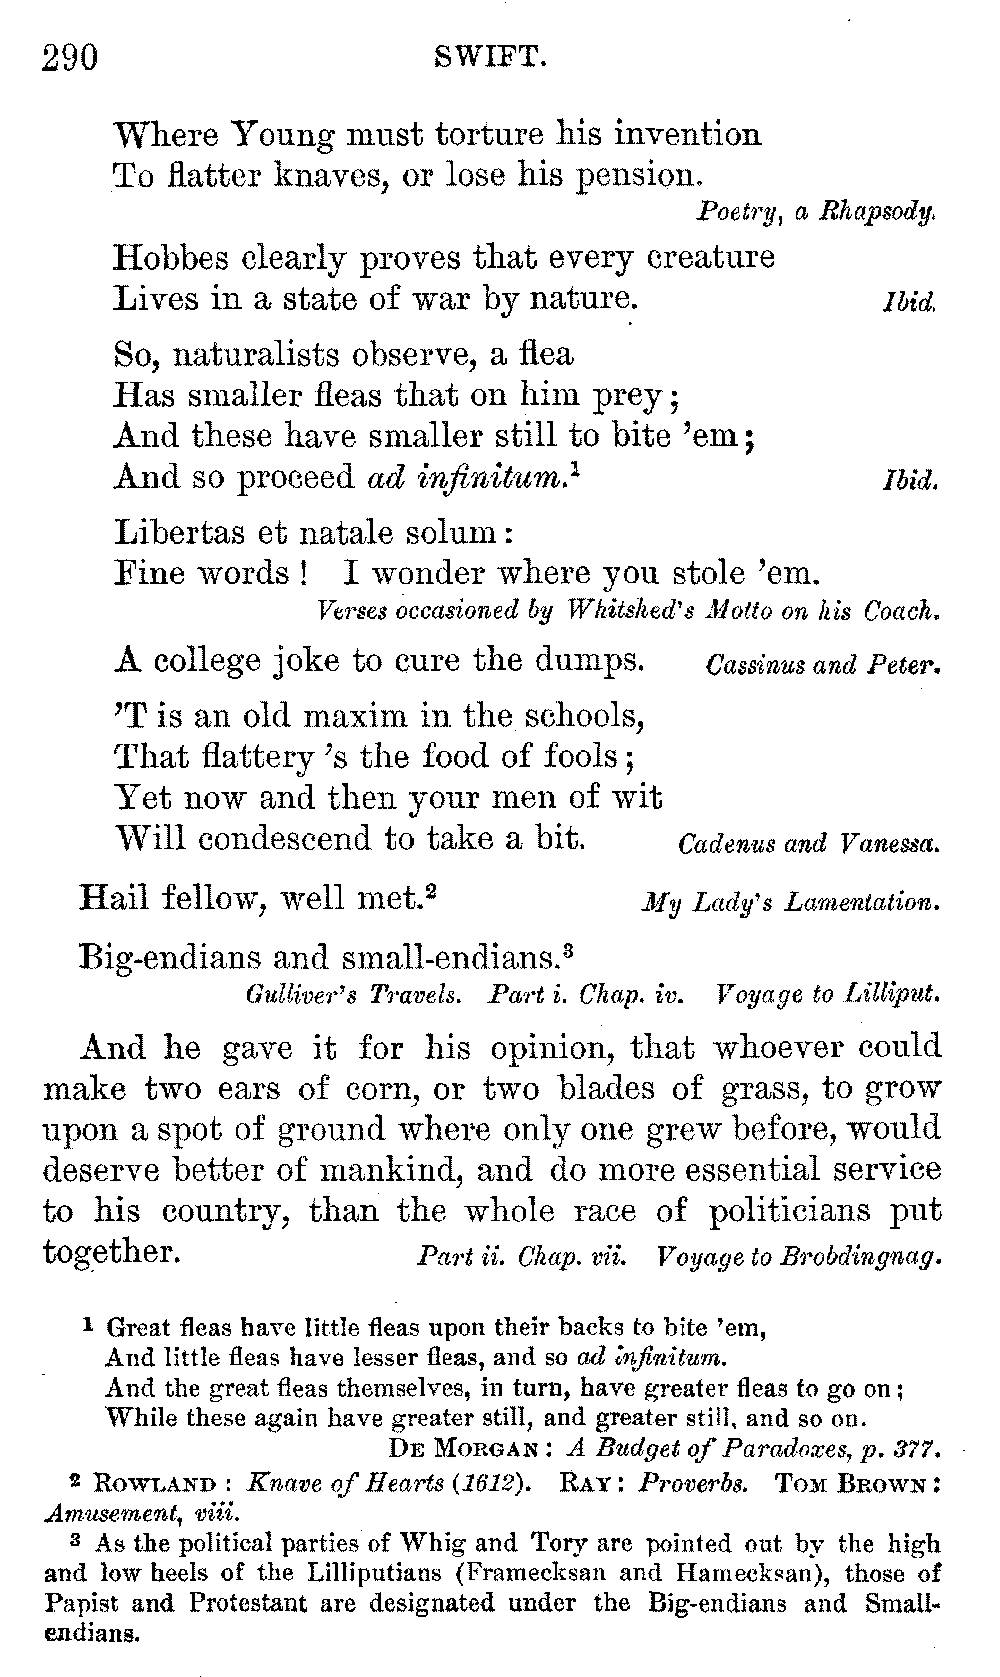 290 SWIFT.
Where Young must torture his invention
To flatter knaves, or lose his pension.
Poetry, a Rhapsody.
Hobbes clearly proves that every creature
Lives in a state of war by nature. Ibid.
So, naturalists observe, a flea
Has smaller fleas that on him prey;
And these have smaller still to bite ’em;
And so proceed ad infinitum.¹ Ibid.
Libertas et natale solum:
Fine words! I wonder where you stole ’em.
Verses occasioned by Whitshed's Motto on his Coach.
A college joke to cure the dumps. Cassinus and Peter.
’T is an old maxim in the schools,
That flattery ’s the food of fools;
Yet now and then your men of wit
Will condescend to take a bit. Cadenus and Vanessa.
Hail fellow, well met.² My Lady's Lamentation.
Big-endians and small-endians.³
Gulliver's Travels. Part i. Chap. iv. Voyage to Lilliput.
And he gave it for his opinion, that whoever could
make two ears of corn, or two blades of grass, to grow
upon a spot of ground where only one grew before, would
deserve better of mankind, and do more essential service
to his country, than the whole race of politicians put
together. Part ii. Chap. vii. Voyage to Brobdingnag.
1 Great fleas have little fleas upon their backs to bite ’em,
And little fleas have lesser fleas, and so ad infinitum.
And the great fleas themselves, in turn, have greater fleas to go on;
While these again have greater still, and greater still, and so on.
DE MORGAN: A Budget of Paradoxes, p. 377.
2 ROWLAND: Knave of Hearts (1612). RAY: Proverbs. TOM BROWN:
Amusement, viii.
3 As the political parties of Whig and Tory are pointed out by the high
and low heels of the Lilliputians (Framecksan and Hamecksan), those of
Papist and Protestant are designated under the Big-endians and Small-
endians.